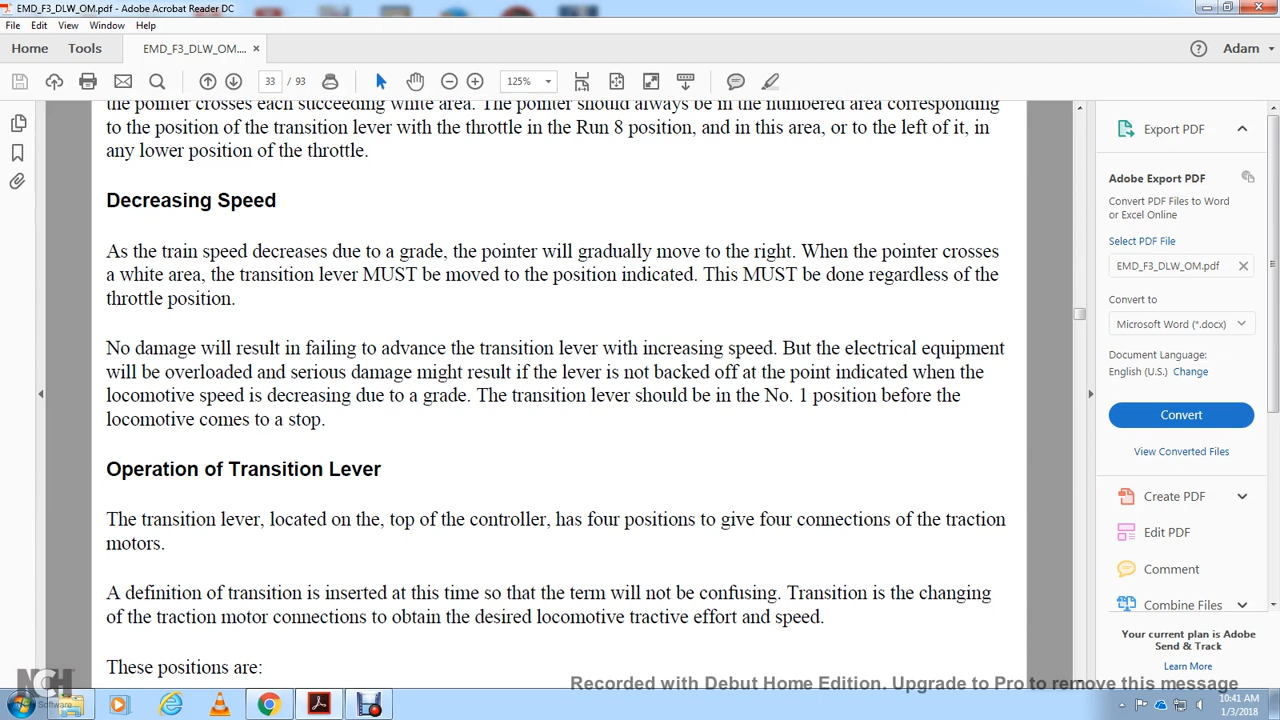 EMD_F3_DLW_OM.pdf - Adobe Acrobat Reader DC
File Edit View Window Help
Home Tools EMD_F3_DLW_OM.... × Adam
33 / 93 125%
the pointer crosses each succeeding white area. The pointer should always be in the numbered area corresponding
to the position of the transition lever with the throttle in the Run 8 position, and in this area, or to the left of it, in
any lower position of the throttle.
Decreasing Speed
As the train speed decreases due to a grade, the pointer will gradually move to the right. When the pointer crosses
a white area, the transition lever MUST be moved to the position indicated. This MUST be done regardless of the
throttle position.
No damage will result in failing to advance the transition lever with increasing speed. But the electrical equipment
will be overloaded and serious damage might result if the lever is not backed off at the point indicated when the
locomotive speed is decreasing due to a grade. The transition lever should be in the No. 1 position before the
locomotive comes to a stop.
Operation of Transition Lever
The transition lever, located on the, top of the controller, has four positions to give four connections of the traction
motors.
A definition of transition is inserted at this time so that the term will not be confusing. Transition is the changing
of the traction motor connections to obtain the desired locomotive tractive effort and speed.
These positions are:
Export PDF
Adobe Export PDF
Convert PDF Files to Word
or Excel Online
Select PDF File
EMD_F3_DLW_OM.pdf
Convert to
Microsoft Word (*.docx)
Document Language:
English (U.S.) Change
Convert
View Converted Files
Create PDF
Edit PDF
Comment
Combine Files
Your current plan is Adobe
Send & Track
Learn More
NCH
Software
Recorded with Debut Home Edition. Upgrade to Pro to remove this message
10:41 AM
1/3/2018